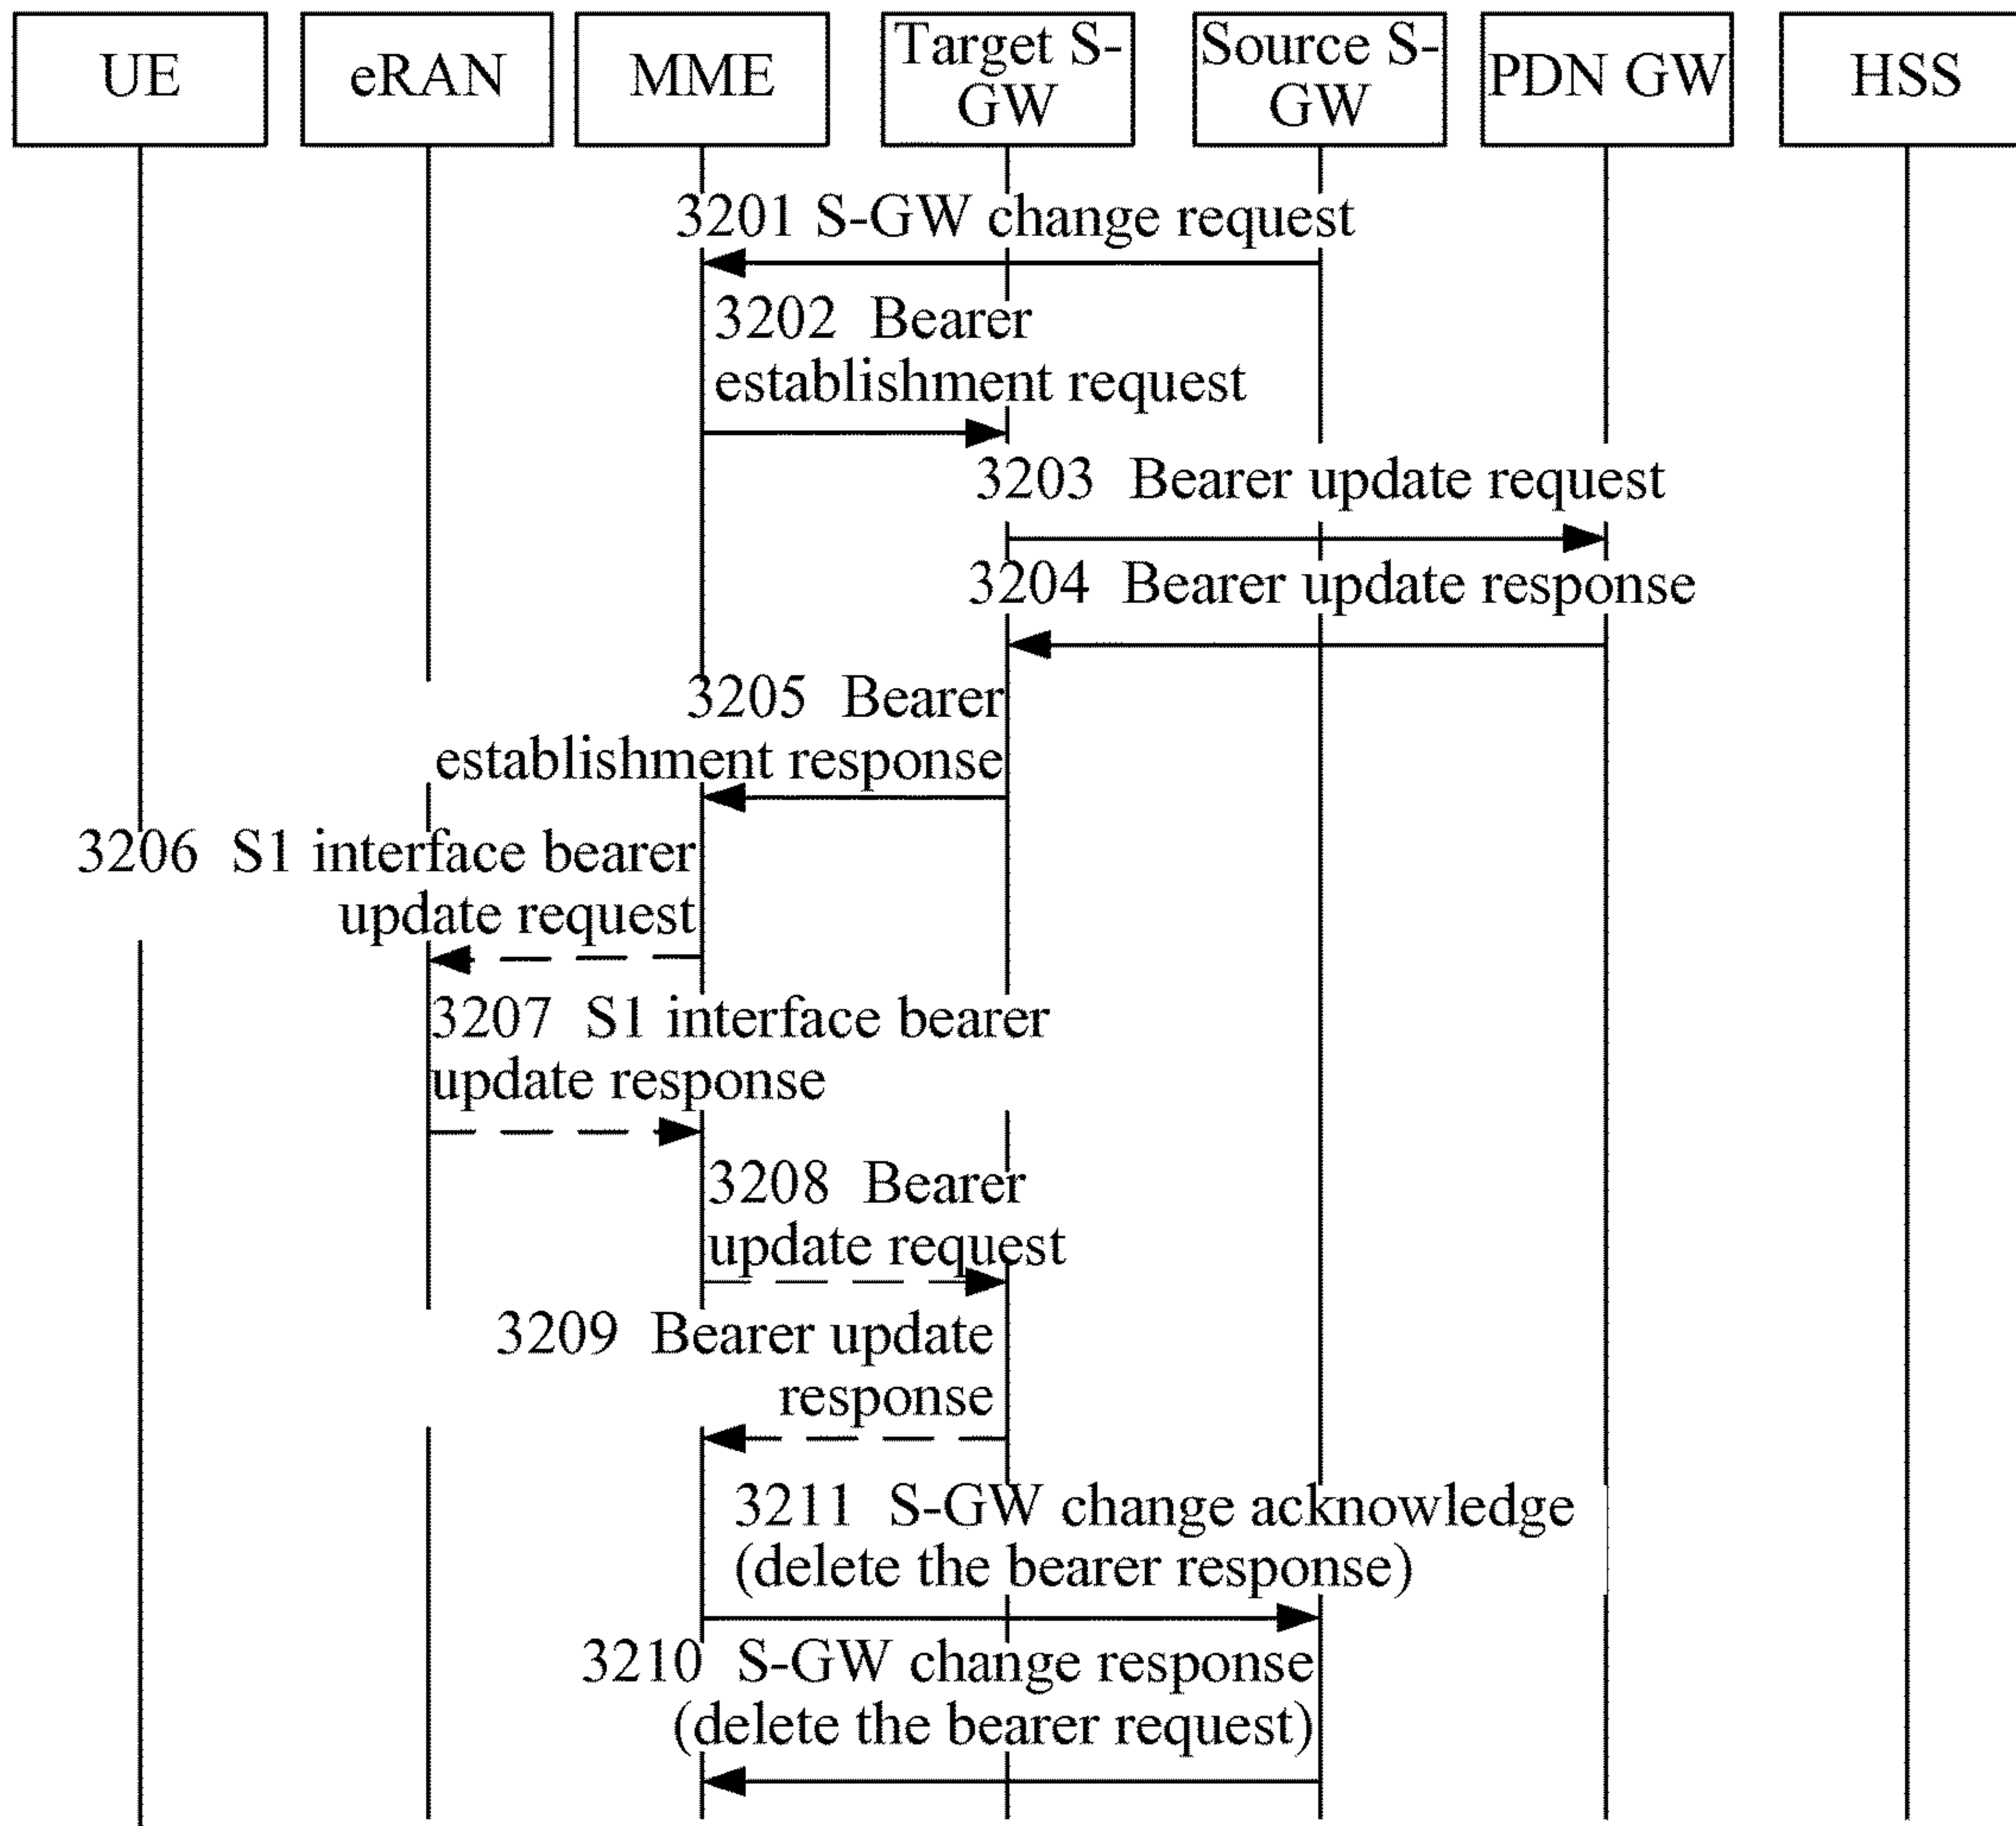 UE
eRAN
MME
Target S-
GW
Source S-
GW
PDN GW
HSS
3201 S-GW change request
3202 Bearer
establishment request
3203 Bearer update request
3204 Bearer update response
3205 Bearer
establishment response
3206 S1 interface bearer
update request
3207 S1 interface bearer
update response
3208 Bearer
update request
3209 Bearer update
response
3211 S-GW change acknowledge
(delete the bearer response)
3210 S-GW change response
(delete the bearer request)